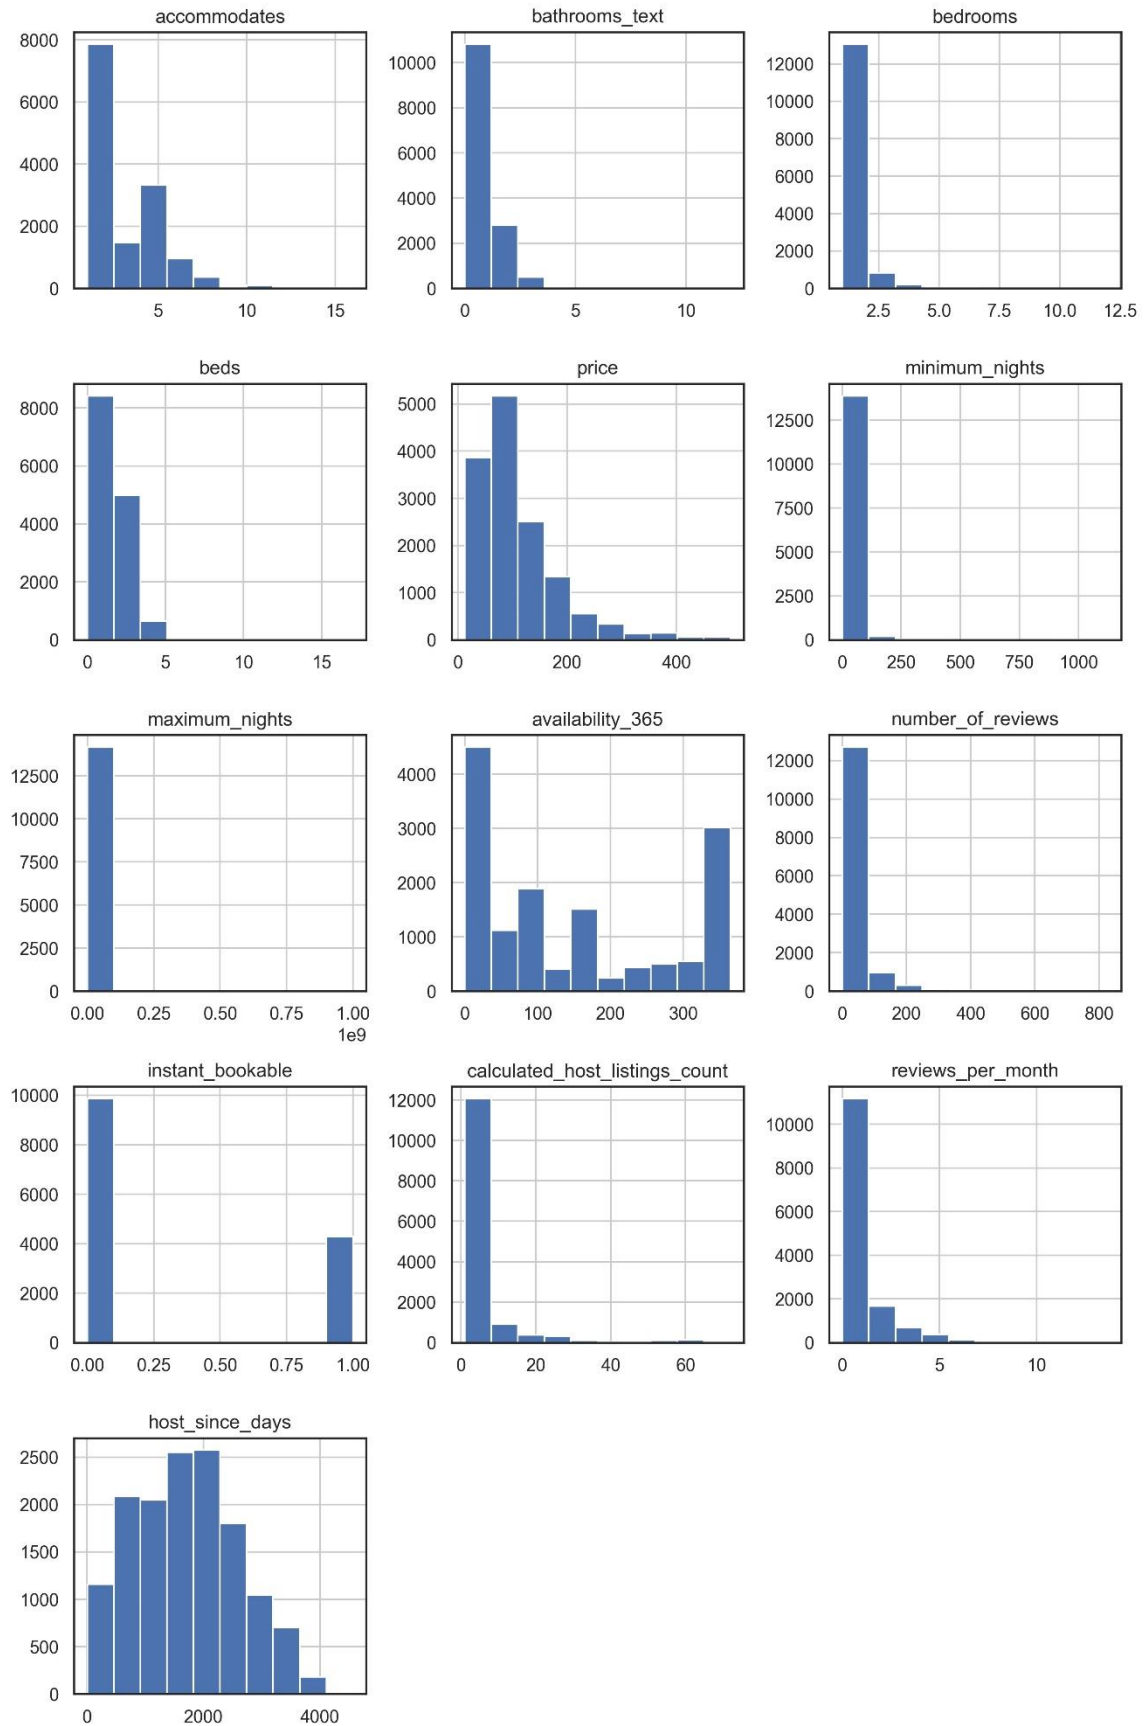 accommodates
8000
6000
4000
2000
0
5 10 15
bathrooms_text
10000
8000
6000
4000
2000
0
0 5 10
bedrooms
12000
10000
8000
6000
4000
2000
0
2.5 5.0 7.5 10.0 12.5
beds
8000
6000
4000
2000
0
0 5 10 15
price
5000
4000
3000
2000
1000
0
0 200 400
minimum_nights
12500
10000
7500
5000
2500
0
0 250 500 750 1000
maximum_nights
12500
10000
7500
5000
2500
0
0.00 0.25 0.50 0.75 1.00
1e9
availability_365
4000
3000
2000
1000
0
0 100 200 300
number_of_reviews
12000
10000
8000
6000
4000
2000
0
0 200 400 600 800
instant_bookable
10000
8000
6000
4000
2000
0
0.00 0.25 0.50 0.75 1.00
calculated_host_listings_count
12000
10000
8000
6000
4000
2000
0
0 20 40 60
reviews_per_month
10000
8000
6000
4000
2000
0
0 5 10
host_since_days
2500
2000
1500
1000
500
0
0 2000 4000